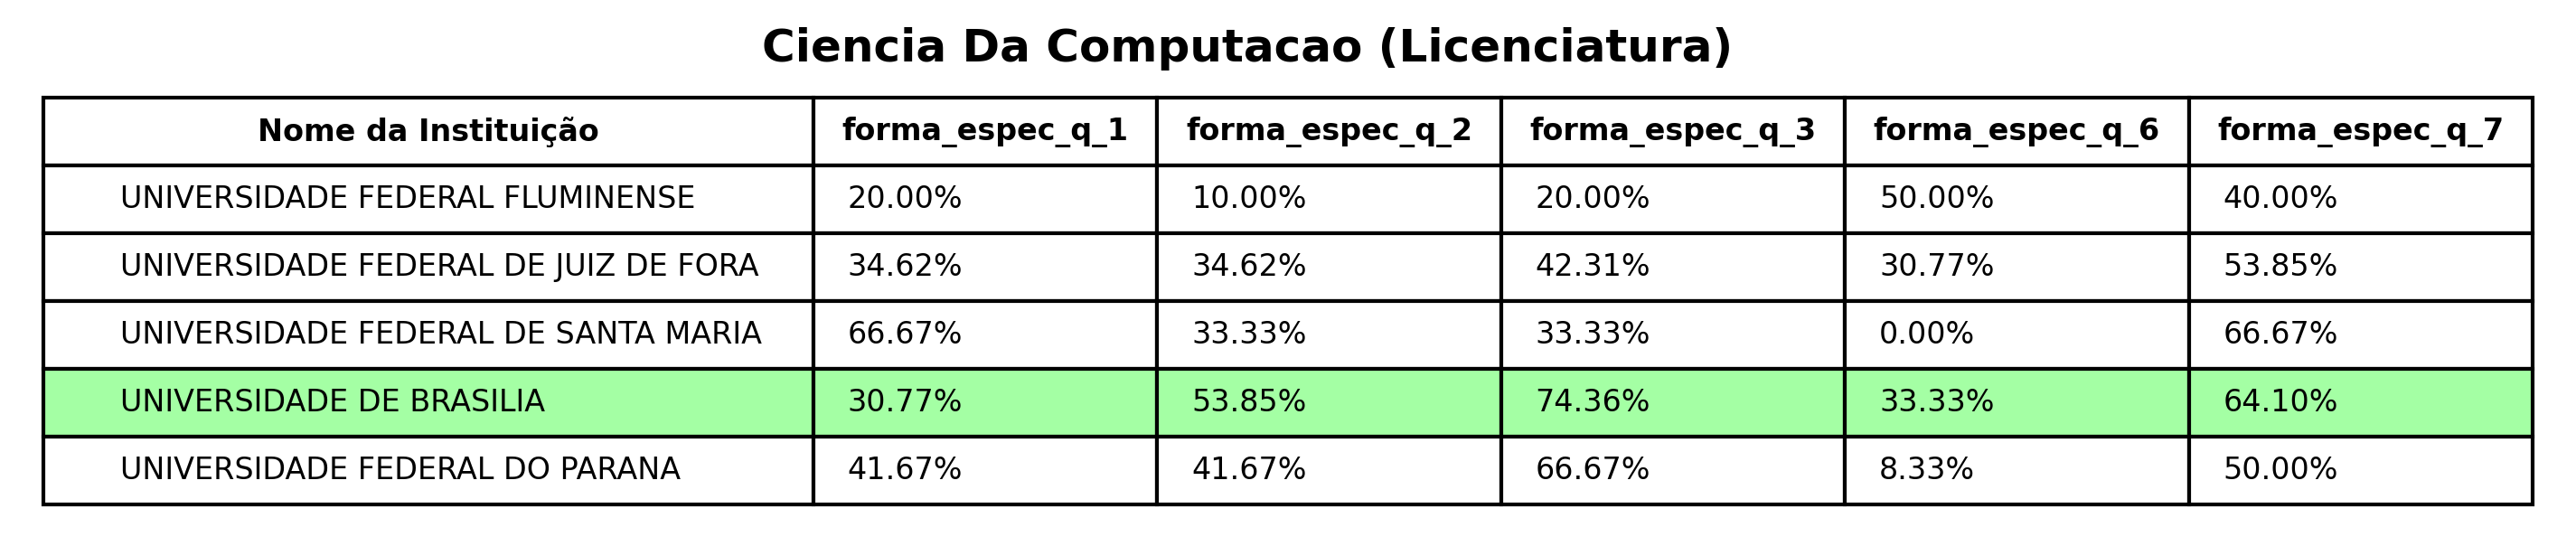 Ciencia Da Computacao (Licenciatura)
Nome da Instituição forma_espec_q_1 forma_espec_q_2 forma_espec_q_3 forma_espec_q_6 forma_espec_q_7
UNIVERSIDADE FEDERAL FLUMINENSE 20.00% 10.00% 20.00% 50.00% 40.00%
UNIVERSIDADE FEDERAL DE JUIZ DE FORA 34.62% 34.62% 42.31% 30.77% 53.85%
UNIVERSIDADE FEDERAL DE SANTA MARIA 66.67% 33.33% 33.33% 0.00% 66.67%
UNIVERSIDADE DE BRASILIA 30.77% 53.85% 74.36% 33.33% 64.10%
UNIVERSIDADE FEDERAL DO PARANA 41.67% 41.67% 66.67% 8.33% 50.00%